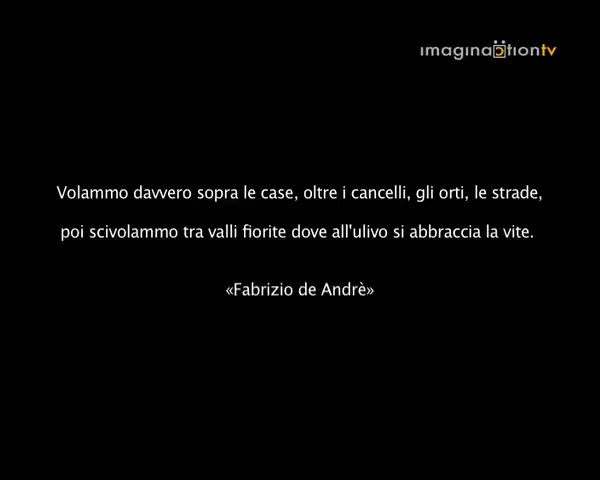 imaginactiontv
Volammo davvero sopra le case, oltre i cancelli, gli orti, le strade,
poi scivolammo tra valli fiorite dove all'ulivo si abbraccia la vite.
«Fabrizio de Andrè»